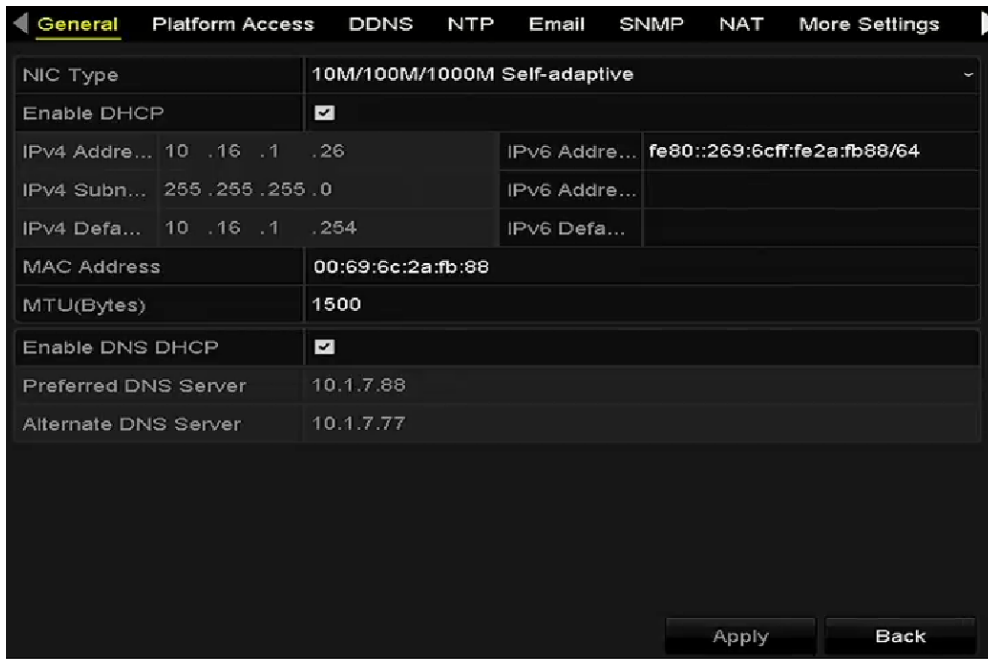 General Platform Access DDNS NTP Email SNMP NAT More Settings
NIC Type 10M/100M/1000M Self-adaptive
Enable DHCP
IPv4 Addre... 10 .16 .1 .26 IPv6 Addre... fe80::269:6cff:fe2a:fb88/64
IPv4 Subn... 255.255.255.0 IPv6 Addre...
IPv4 Defa... 10 .16 .1 .254 IPv6 Defa...
MAC Address 00:69:6c:2a:fb:88
MTU(Bytes) 1500
Enable DNS DHCP
Preferred DNS Server 10.1.7.88
Alternate DNS Server 10.1.7.77
Apply Back